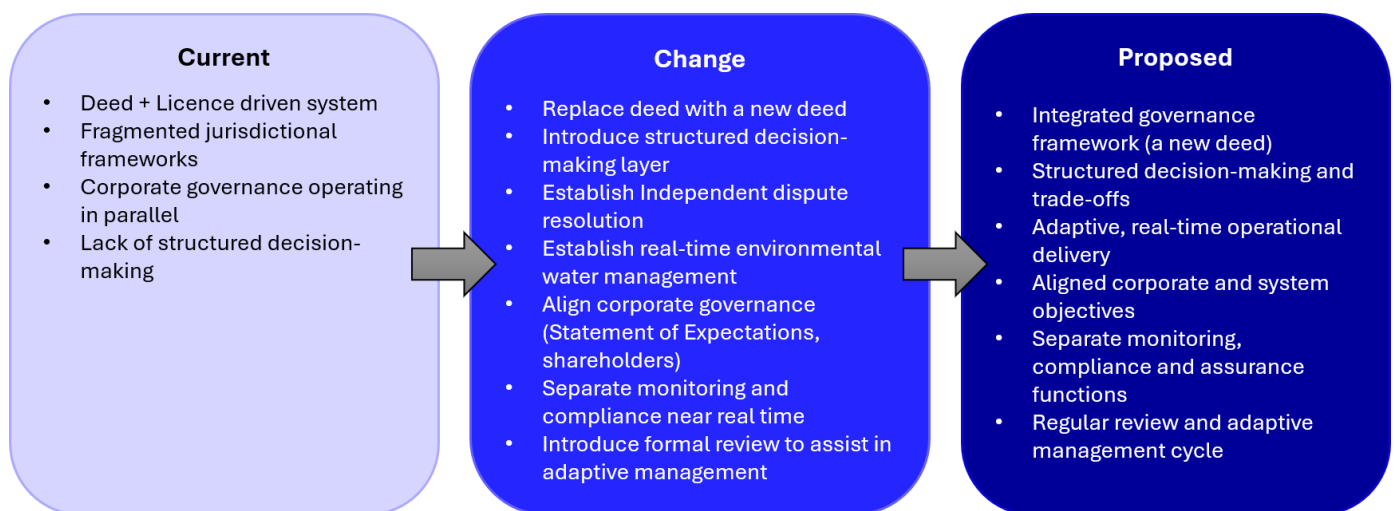 Current
• Deed + Licence driven system
• Fragmented jurisdictional
frameworks
• Corporate governance operating
in parallel
• Lack of structured decision-
making
Change
• Replace deed with a new deed
• Introduce structured decision-
making layer
• Establish Independent dispute
resolution
• Establish real-time environmental
water management
• Align corporate governance
(Statement of Expectations,
shareholders)
• Separate monitoring and
compliance near real time
• Introduce formal review to assist in
adaptive management
Proposed
• Integrated governance
framework (a new deed)
• Structured decision-making and
trade-offs
• Adaptive, real-time operational
delivery
• Aligned corporate and system
objectives
• Separate monitoring,
compliance and assurance
functions
• Regular review and adaptive
management cycle